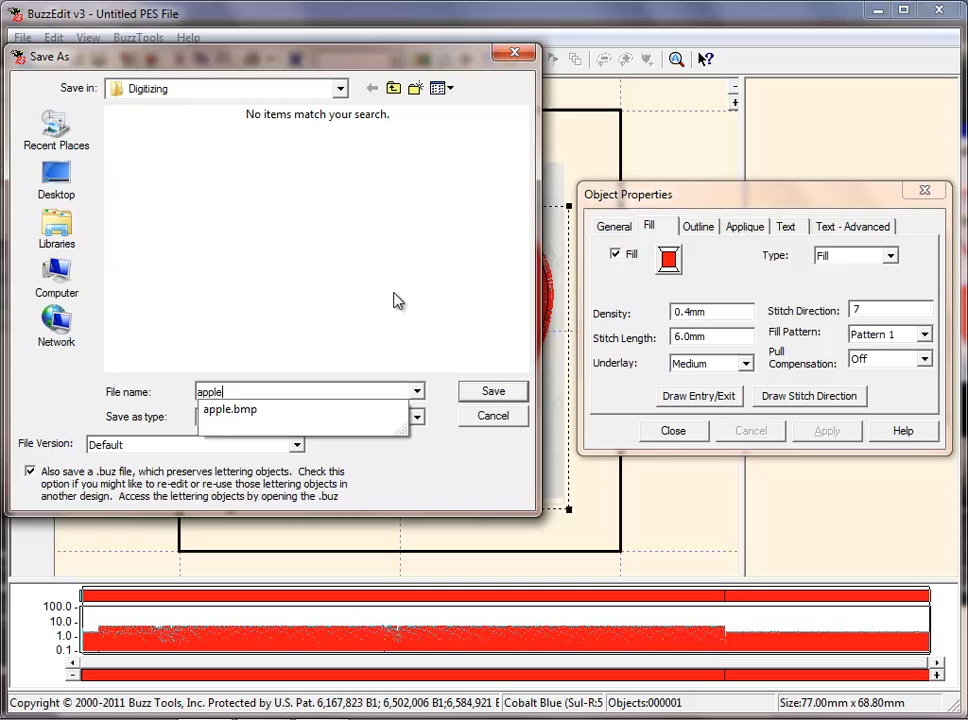 BuzzEdit v3 - Untitled PES File
File Edit View BuzzTools Help
Save As
Save in: Digitizing
No items match your search.
Recent Places
Desktop
Libraries
Computer
Network
File name: apple
apple.bmp
Save
Save as type:
Cancel
File Version: Default
Also save a .buz file, which preserves lettering objects. Check this
option if you might like to re-edit or re-use those lettering objects in
another design. Access the lettering objects by opening the .buz
Object Properties
General Fill Outline Applique Text Text - Advanced
Fill
Type: Fill
Density: 0.4mm
Stitch Direction: 7
Stitch Length: 6.0mm
Fill Pattern: Pattern 1
Underlay: Medium
Pull
Compensation: Off
Draw Entry/Exit Draw Stitch Direction
Close Cancel Apply Help
100.0
10.0
1.0
0.1
Copyright © 2000-2011 Buzz Tools, Inc. Protected by U.S. Pat. 6,167,823 B1; 6,502,006 B1;6,584,921 E Cobalt Blue (Sul-R:5 Objects:000001 Size:77.00mm x 68.80mm